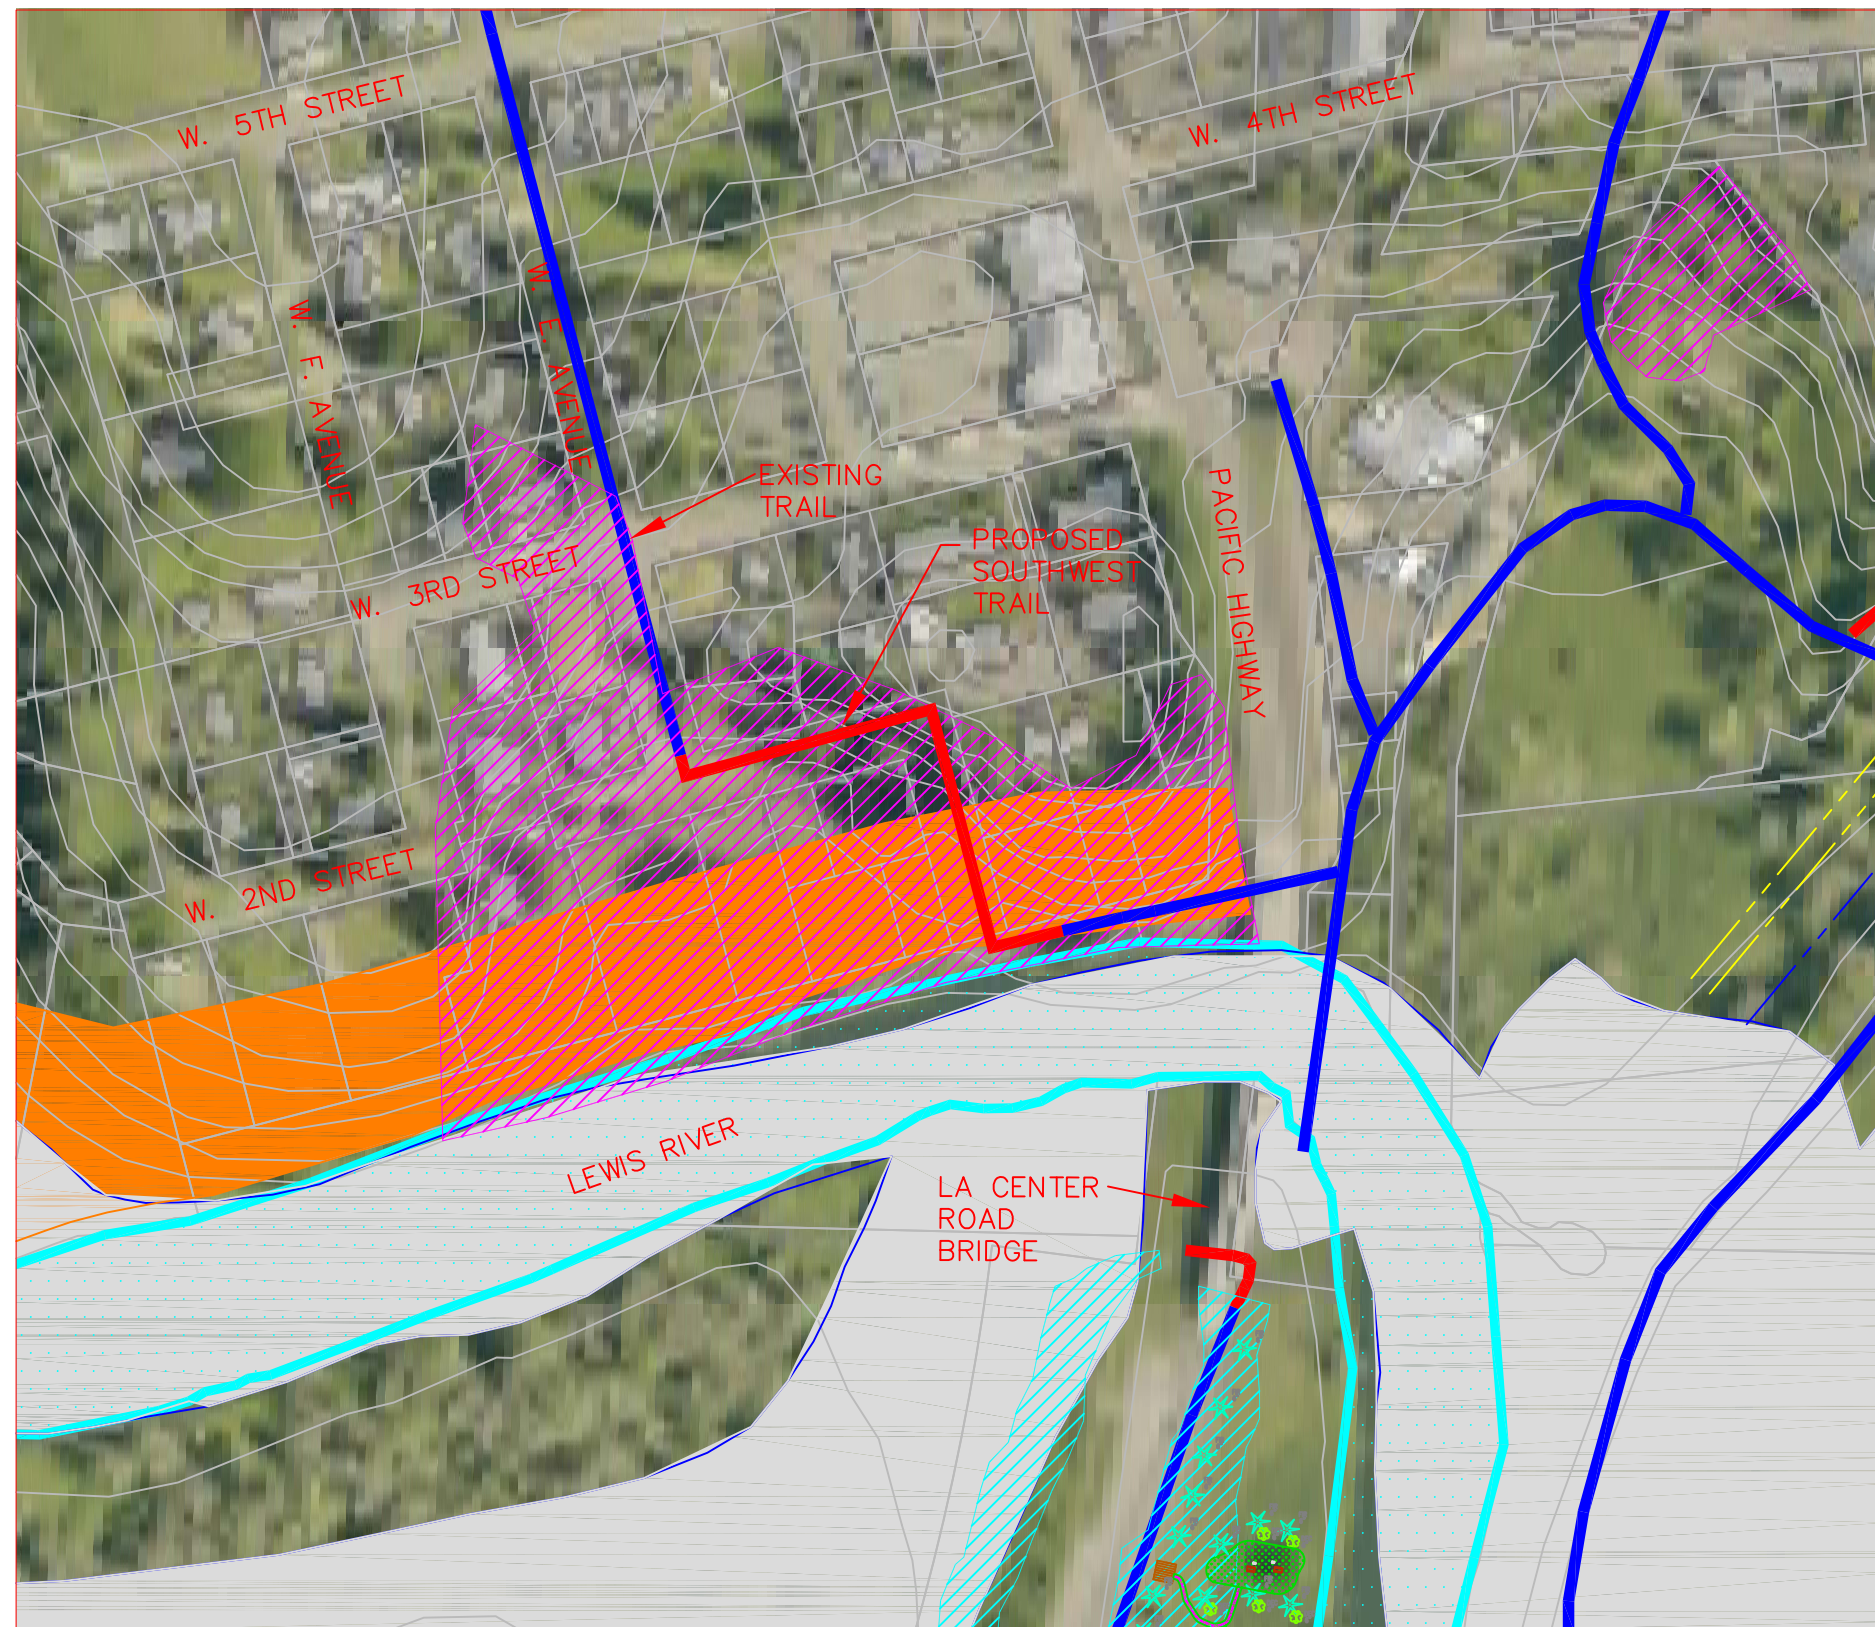 W. 5TH STREET
W. 4TH STREET
W. E. AVENUE
W. F. AVENUE
EXISTING
TRAIL
PACIFIC HIGHWAY
PROPOSED
SOUTHWEST
TRAIL
W. 3RD STREET
W. 2ND STREET
LEWIS RIVER
LA CENTER
ROAD
BRIDGE